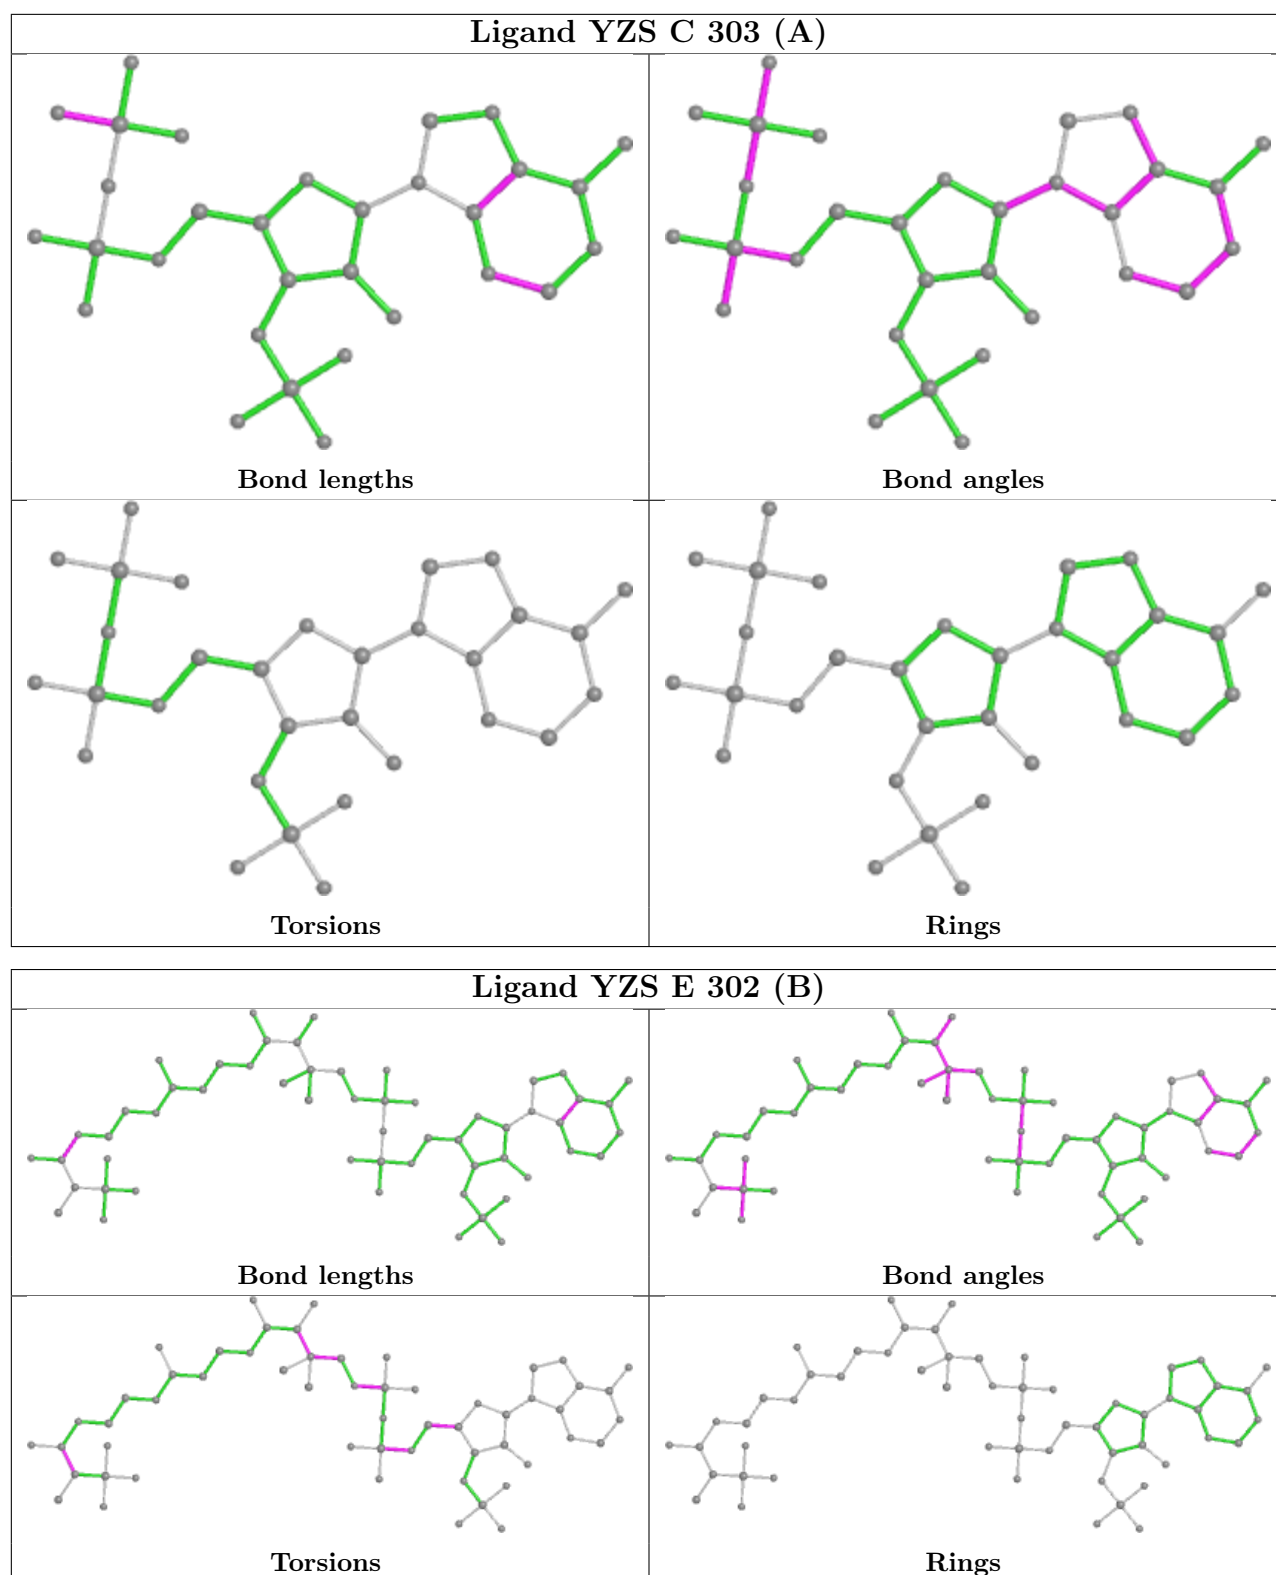 Ligand YZS C 303 (A)
Bond lengths
Bond angles
Torsions
Rings
Ligand YZS E 302 (B)
Bond lengths
Bond angles
Torsions
Rings